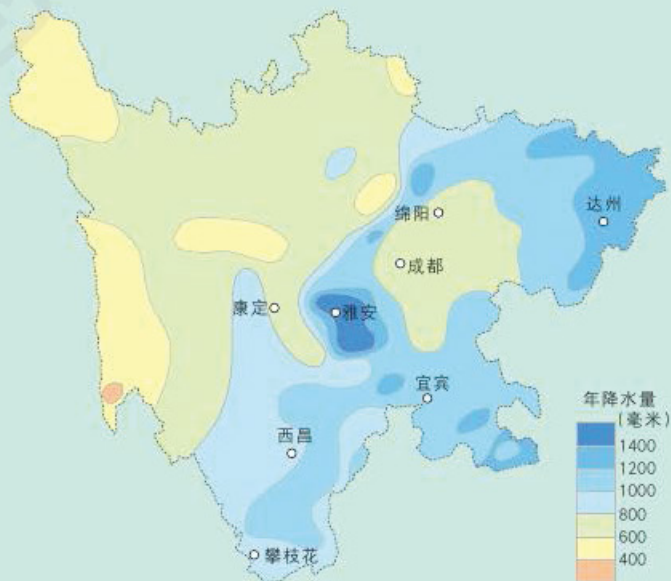 绵阳
达州
成都
康定
雅安
宜宾
西昌
攀枝花
年降水量
(毫米)
1400
1200
1000
800
600
400